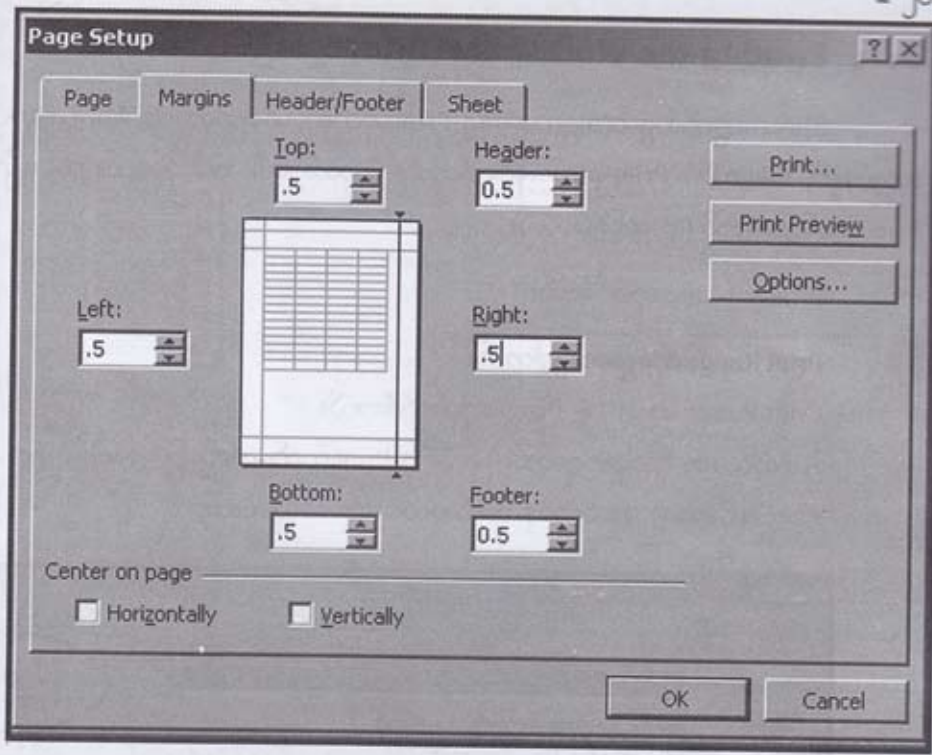 Page Setup
Page Margins Header/Footer Sheet
Top: Header: Print...
.5 0.5
Print Preview
Options...
Left: Right:
.5 .5
Bottom: Footer:
.5 0.5
Center on page
Horizontally Vertically
OK Cancel